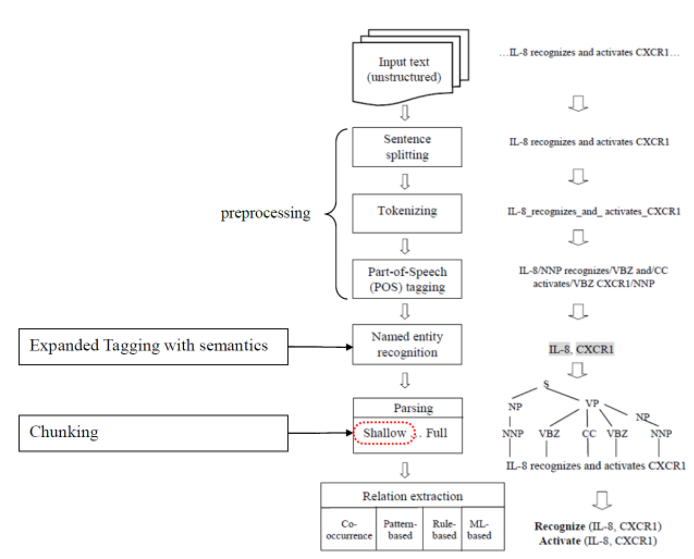 Input text
(unstructured)
Sentence
splitting
preprocessing
Tokenizing
Part-of-Speech
(POS) tagging
Expanded Tagging with semantics
Named entity
recognition
Parsing
Chunking
Shallow .. Full
Relation extraction
Co-
occurrence
Pattern-
based
Rule-
based
ML-
based
…IL-8 recognizes and activates CXCR1…
IL-8 recognizes and activates CXCR1
IL-8_recognizes_and_ activates_CXCR1
IL-8/NNP recognizes/VBZ and/CC
activates/VBZ CXCR1/NNP
IL-8, CXCR1
S
NP VP NP
NNP VBZ CC VBZ NNP
IL-8 recognizes and activates CXCR1
Recognize (IL-8, CXCR1)
Activate (IL-8, CXCR1)